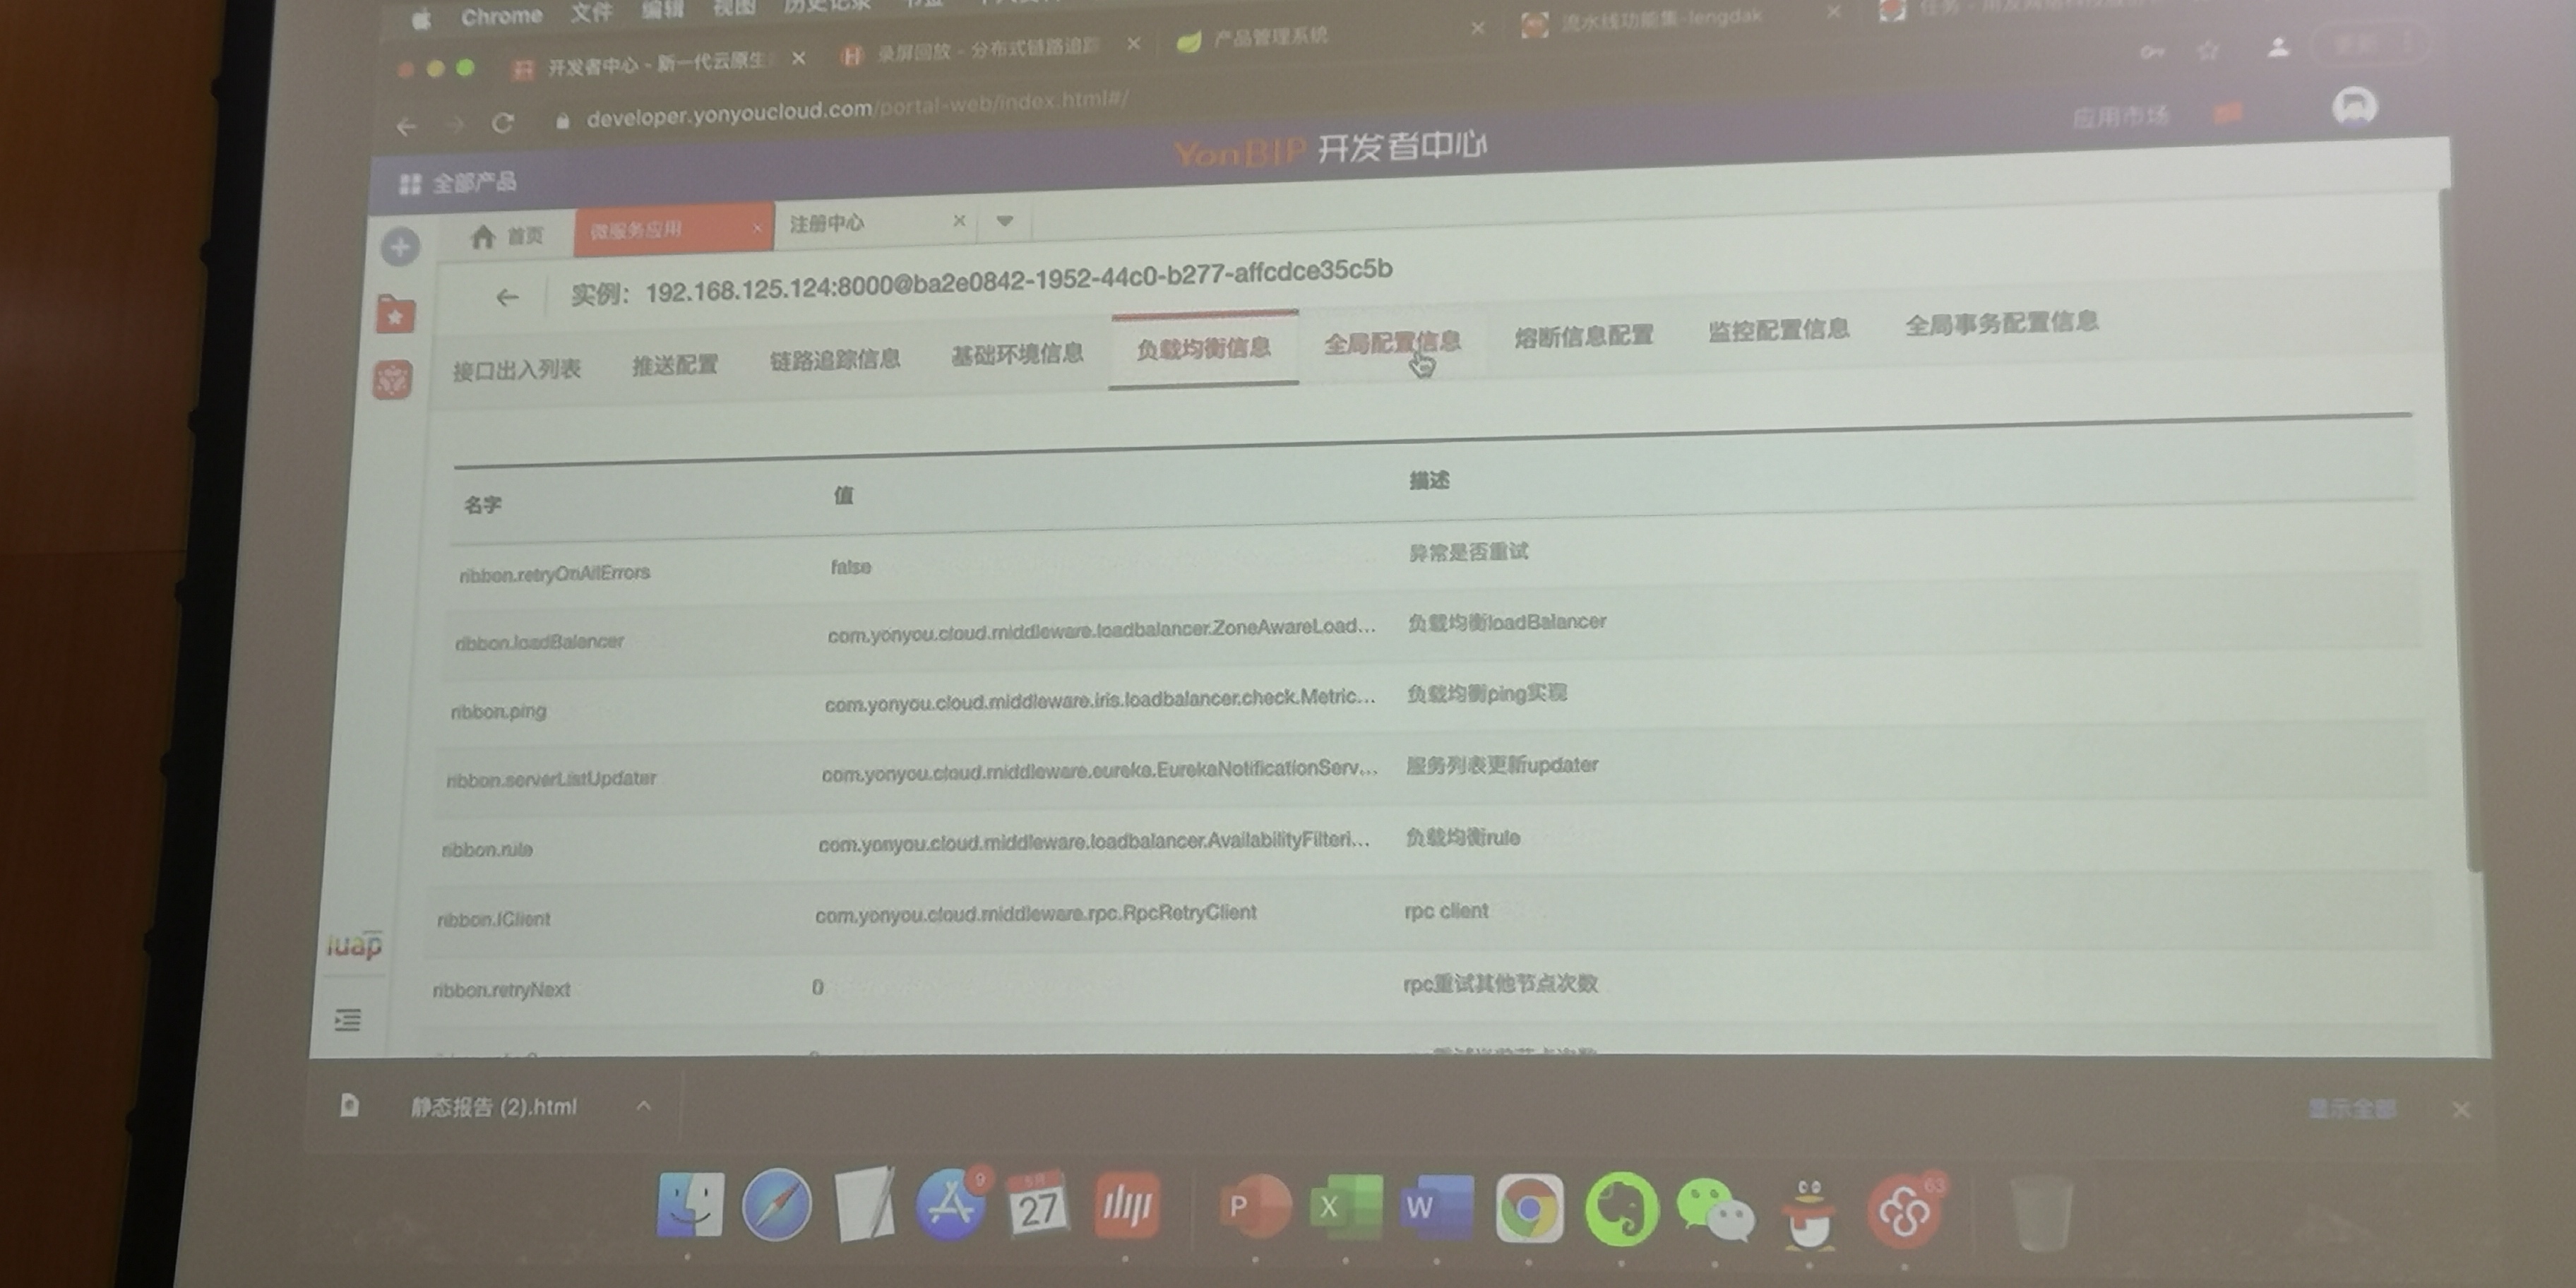 Chrome 文件 编辑 视图 历史记录
开发者中心 - 新一代云原生 录屏回放 - 分布式链路追踪 产品管理系统 流水线功能集-lengdak
developer.yonyoucloud.com/portal-web/index.html#/
更新
全部产品 YonBIP 开发者中心 应用市场
首页 微服务应用 注册中心
实例：192.168.125.124:8000@ba2e0842-1952-44c0-b277-affcdce35c5b
接口出入列表 推送配置 链路追踪信息 基础环境信息 负载均衡信息 全局配置信息 熔断信息配置 监控配置信息 全局事务配置信息
名字 值 描述
ribbon.retryOnAllErrors false 异常是否重试
ribbon.loadBalancer com.yonyou.cloud.middleware.loadbalancer.ZoneAwareLoad... 负载均衡loadBalancer
ribbon.ping com.yonyou.cloud.middleware.iris.loadbalancer.check.Metric... 负载均衡ping实现
ribbon.serverListUpdater com.yonyou.cloud.middleware.eureka.EurekaNotificationServ... 服务列表更新updater
ribbon.rule com.yonyou.cloud.middleware.loadbalancer.AvailabilityFilteri... 负载均衡rule
ribbon.IClient com.yonyou.cloud.middleware.rpc.RpcRetryClient rpc client
ribbon.retryNext 0 rpc重试其他节点次数
iuap
静态报告 (2).html 显示全部
9 5月 27 P X W 63